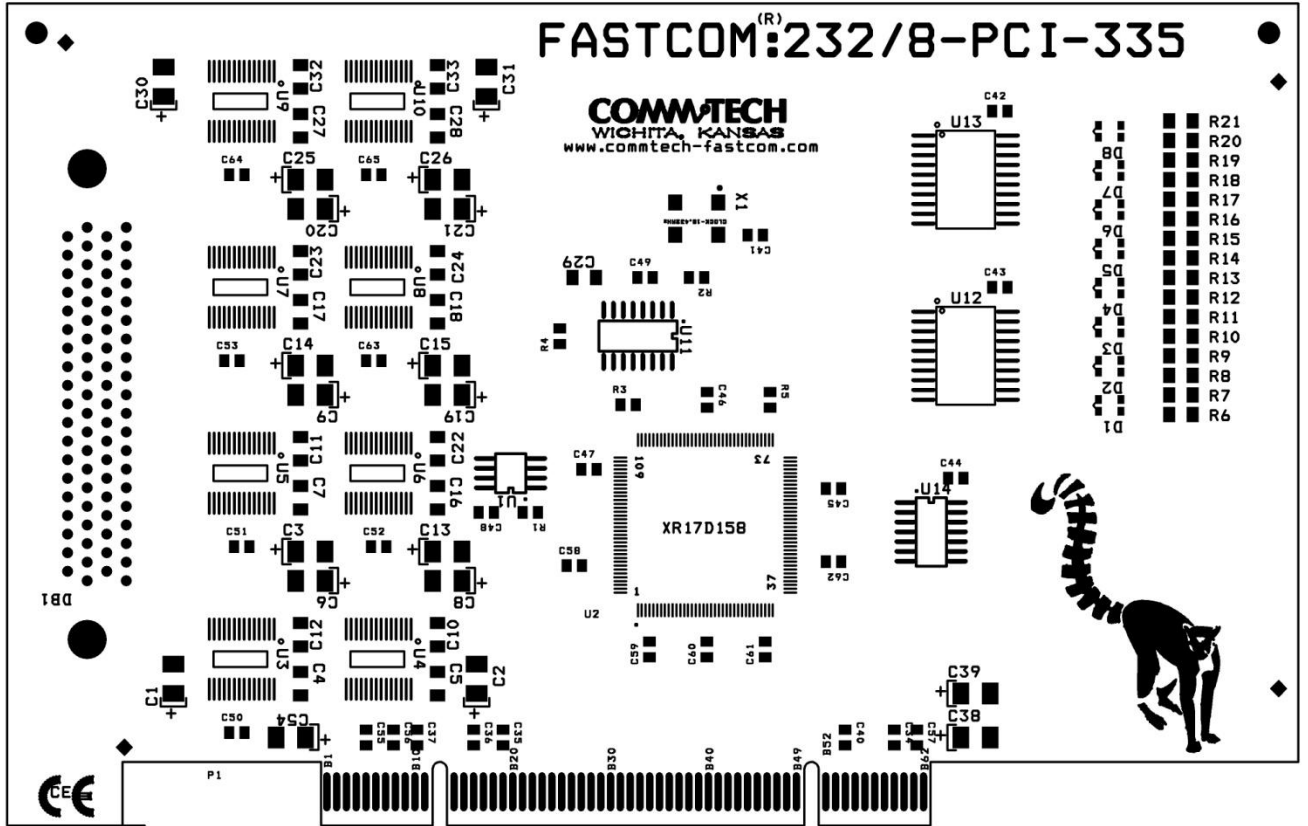 FASTCOM:232/8-PCI-335
(R)
COMMTECH
WICHITA, KANSAS
www.commtech-fastcom.com
C30
U9
C32
C27
U10
C33
C28
C31
C64
C25
C20
C65
C26
C21
U7
C23
C17
U8
C24
C18
C53
C14
C9
C63
C15
C19
U5
C11
C7
U6
C22
C16
C51
C3
C6
C52
C13
C8
U3
C12
C4
U4
C10
C5
C1
C2
C50
C54
DB1
X1
CLOCK-18.432MHz
C41
C29
C49
R2
R4
U11
R3
C46
R5
C47
U1
C48
R1
C58
109
73
XR17D158
1
37
U2
C59
C60
C61
C45
C62
C42
U13
C43
U12
C44
U14
D8
D7
D6
D5
D4
D3
D2
D1
R21
R20
R19
R18
R17
R16
R15
R14
R13
R12
R11
R10
R9
R8
R7
R6
C39
C38
C55
C56
C37
C36
C35
C40
C34
C57
P1
B1
B10
B20
B30
B40
B49
B52
B62
CE